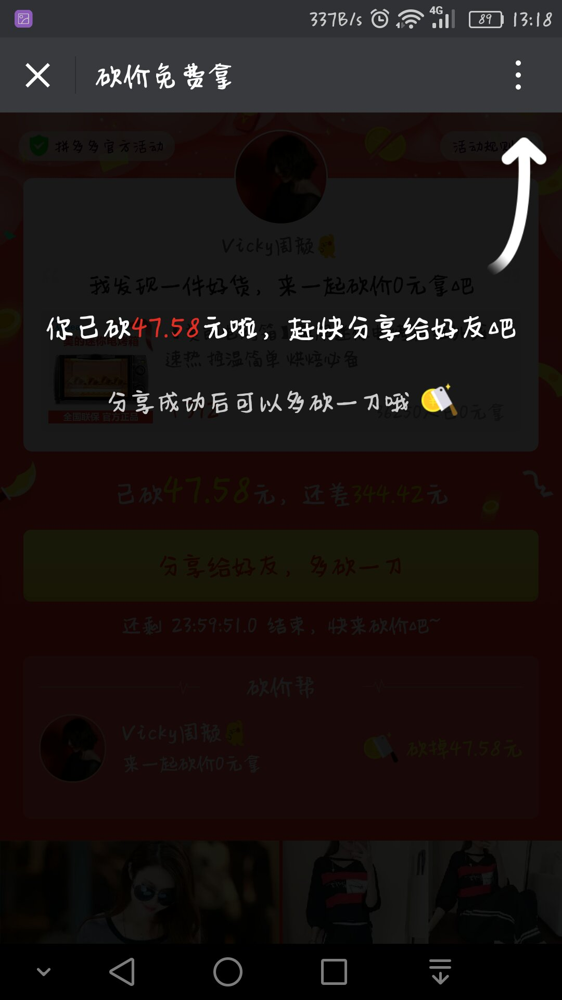 337B/s 4G 89 13:18
砍价免费拿
拼多多官方活动
活动规则
Vicky周颜
我发现一件好货，来一起砍价0元拿吧
你已砍47.58元啦，赶快分享给好友吧
美的迷你电烤箱
速热 控温简单 烘焙必备
分享成功后可以多砍一刀哦
全国联保 官方正品
已砍47.58元，还差344.42元
分享给好友，多砍一刀
还剩 23:59:51.0 结束，快来砍价吧~
砍价帮
Vicky周颜
来一起砍价0元拿
砍掉47.58元